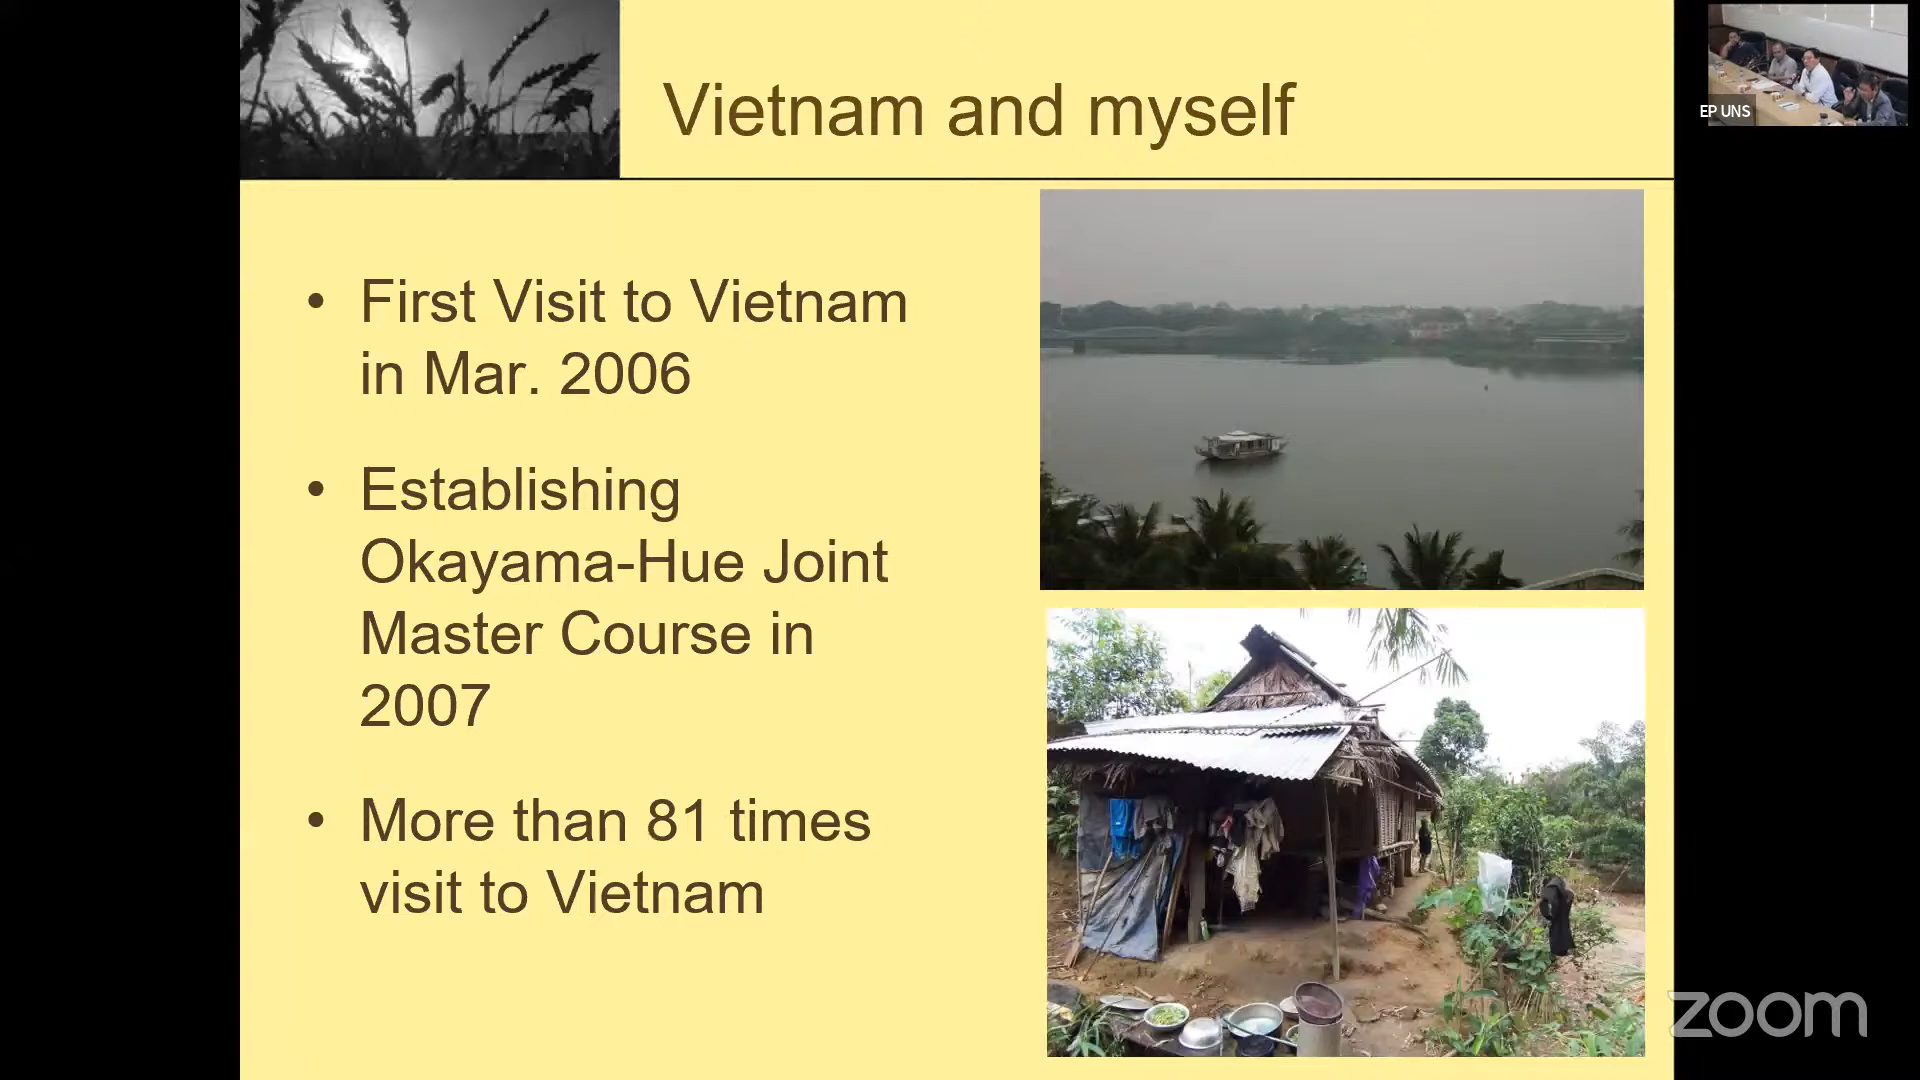 Vietnam and myself
EP UNS
• First Visit to Vietnam
in Mar. 2006
• Establishing
Okayama-Hue Joint
Master Course in
2007
• More than 81 times
visit to Vietnam
zoom